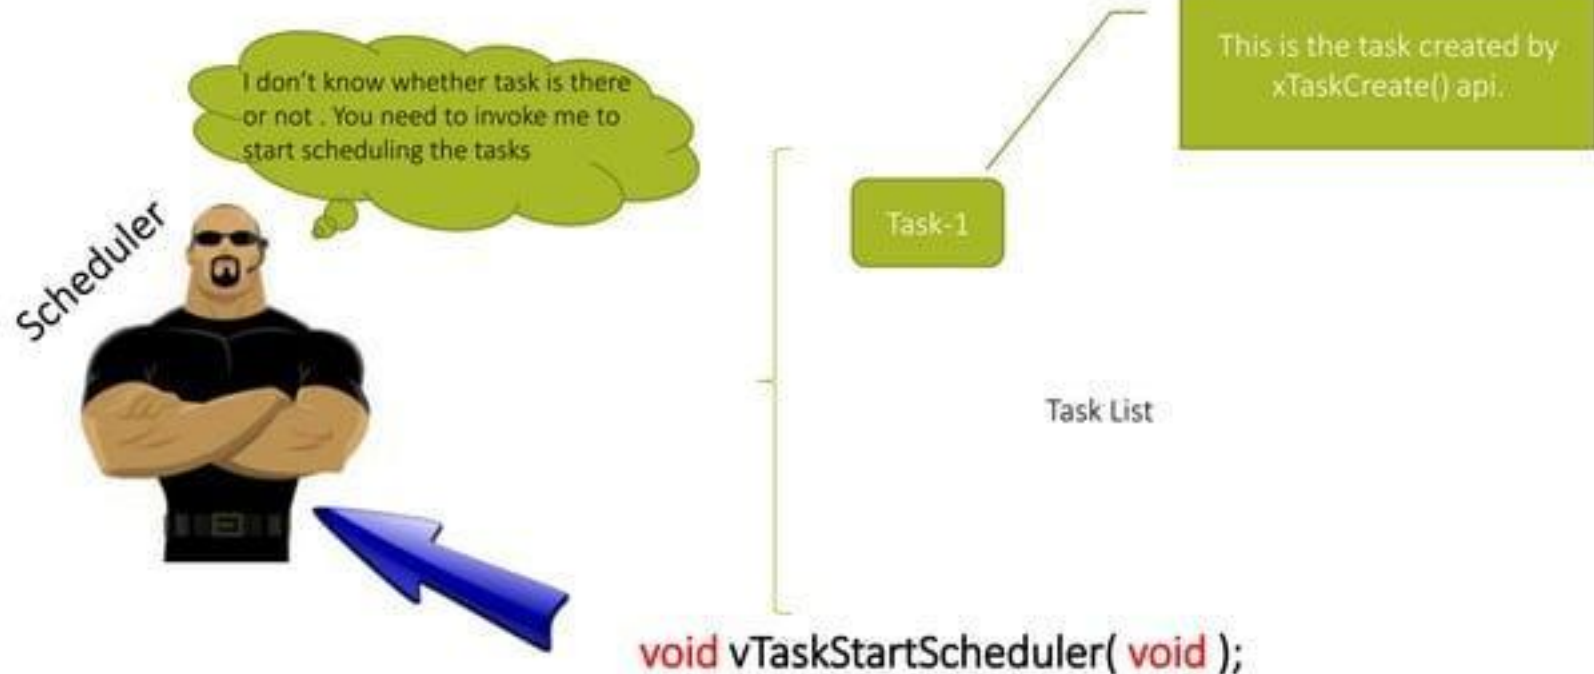 I don't know whether task is there
or not . You need to invoke me to
start scheduling the tasks
This is the task created by
xTaskCreate() api.
Scheduler
Task-1
Task List
void vTaskStartScheduler( void );